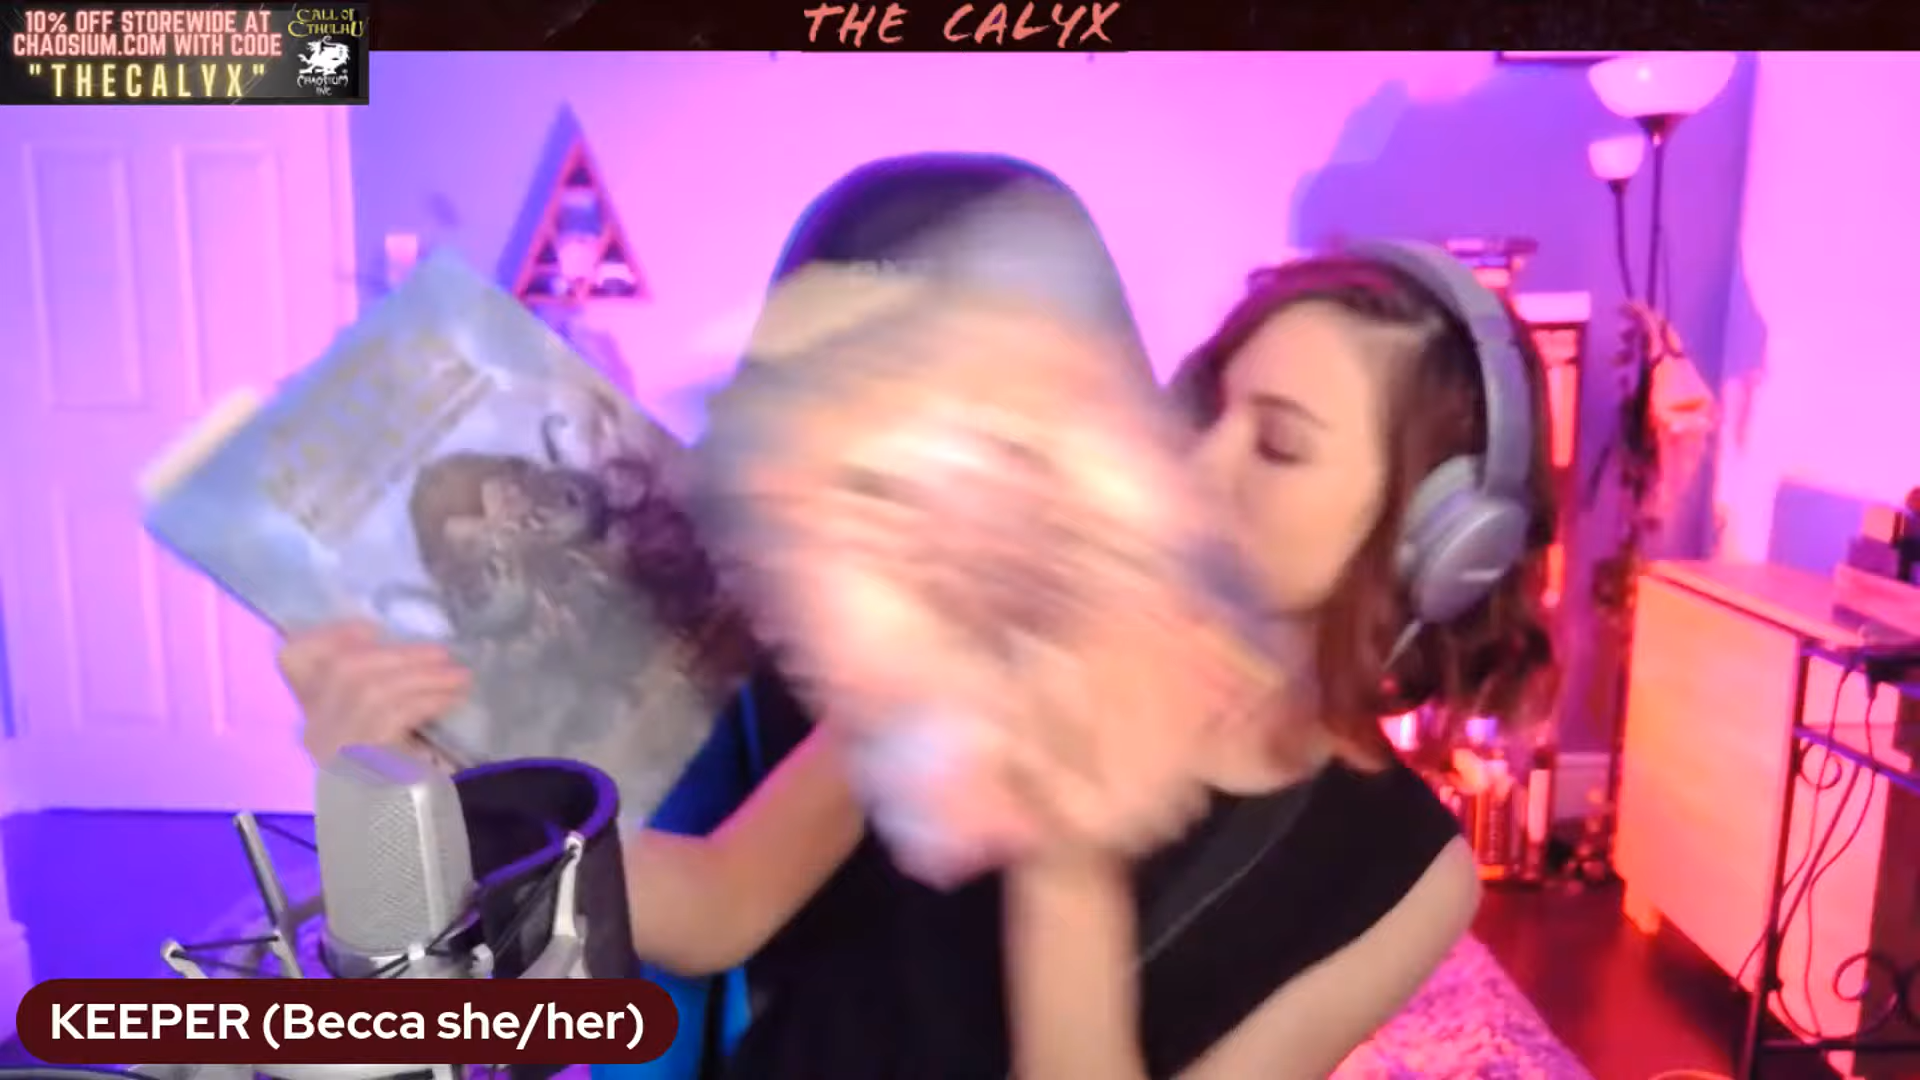 10% OFF STOREWIDE AT
CHAOSIUM.COM WITH CODE
"THECALYX"
CALL OF
CTHULHU
CHAOSIUM
INC
THE CALYX
KEEPER (Becca she/her)